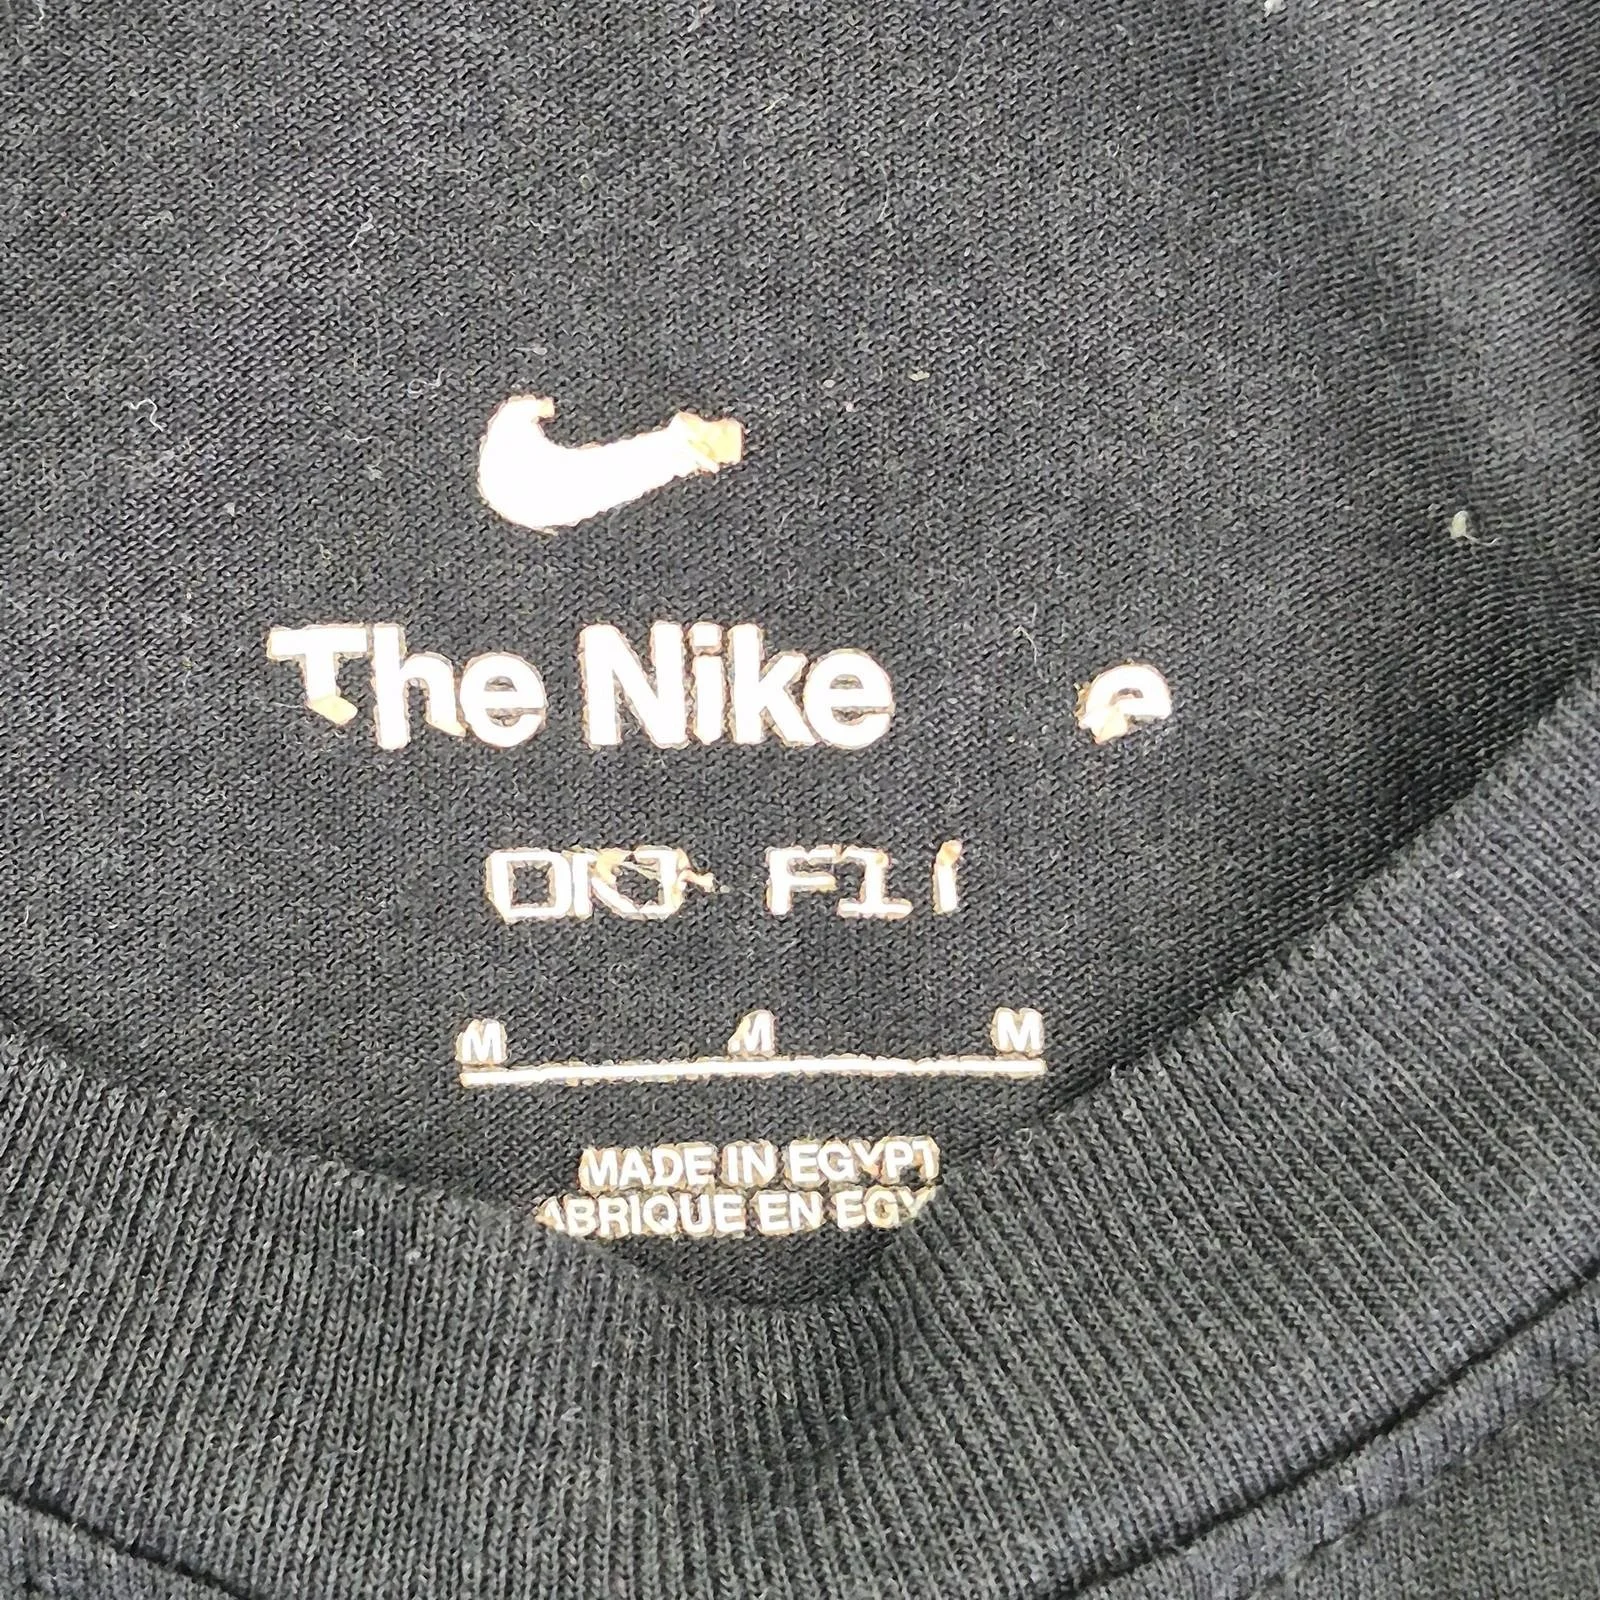 The Nike
DRI-FIT
M M M
MADE IN EGYPT
ABRIQUE EN EGY